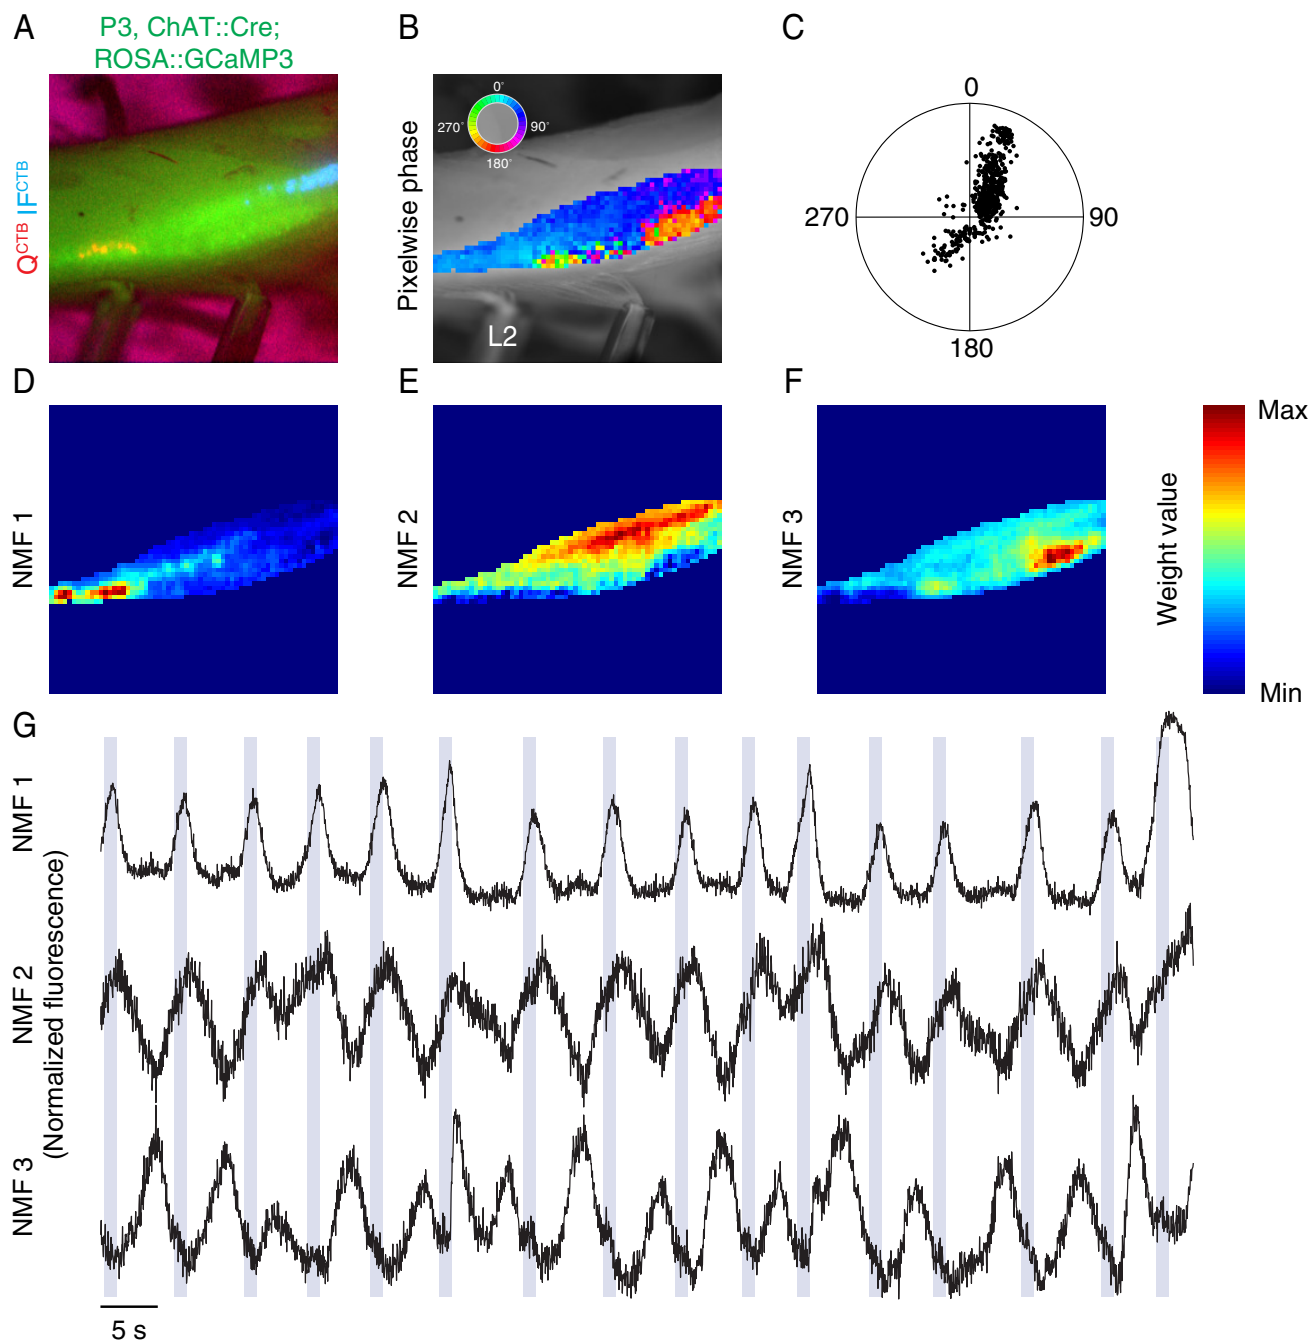 A
P3, ChAT::Cre;
ROSA::GCaMP3
Q^CTB IF^CTB
B
Pixelwise phase
0°
90°
180°
270°
L2
C
0
90
180
270
D
NMF 1
E
NMF 2
F
NMF 3
Weight value
Max
Min
G
NMF 1
NMF 2
NMF 3
(Normalized fluorescence)
5 s